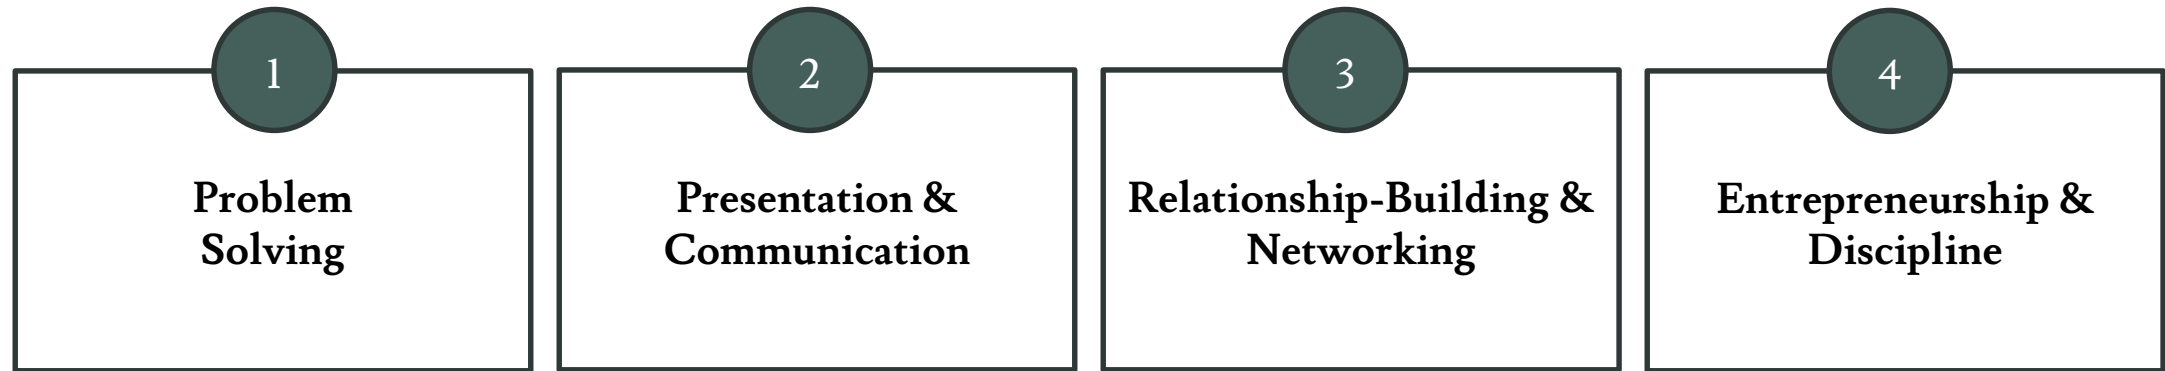 1
Problem
Solving
2
Presentation &
Communication
3
Relationship-Building &
Networking
4
Entrepreneurship &
Discipline